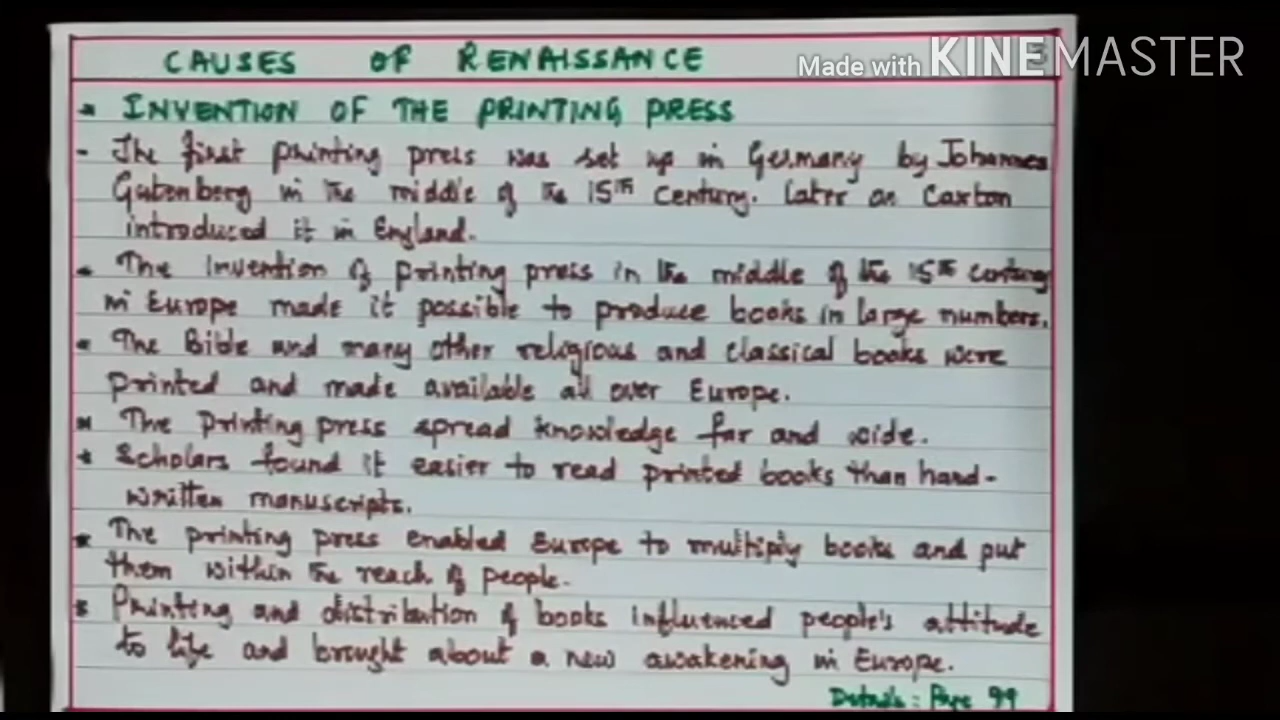 CAUSES OF RENAISSANCE
Made with KINEMASTER
INVENTION OF THE PRINTING PRESS
- The first printing press was set up in Germany by Johannes
Gutenberg in the middle of the 15TH Century. Later on Caxton
introduced it in England.
The invention of printing press in the middle of the 15TH century
in Europe made it possible to produce books in large numbers.
The Bible and many other religious and classical books were
printed and made available all over Europe.
The printing press spread knowledge far and wide.
Scholars found it easier to read printed books than hand-
written manuscripts.
The printing press enabled Europe to multiply books and put
them within the reach of people.
Printing and distribution of books influenced people's attitude
to life and brought about a new awakening in Europe.
Details: Page 99